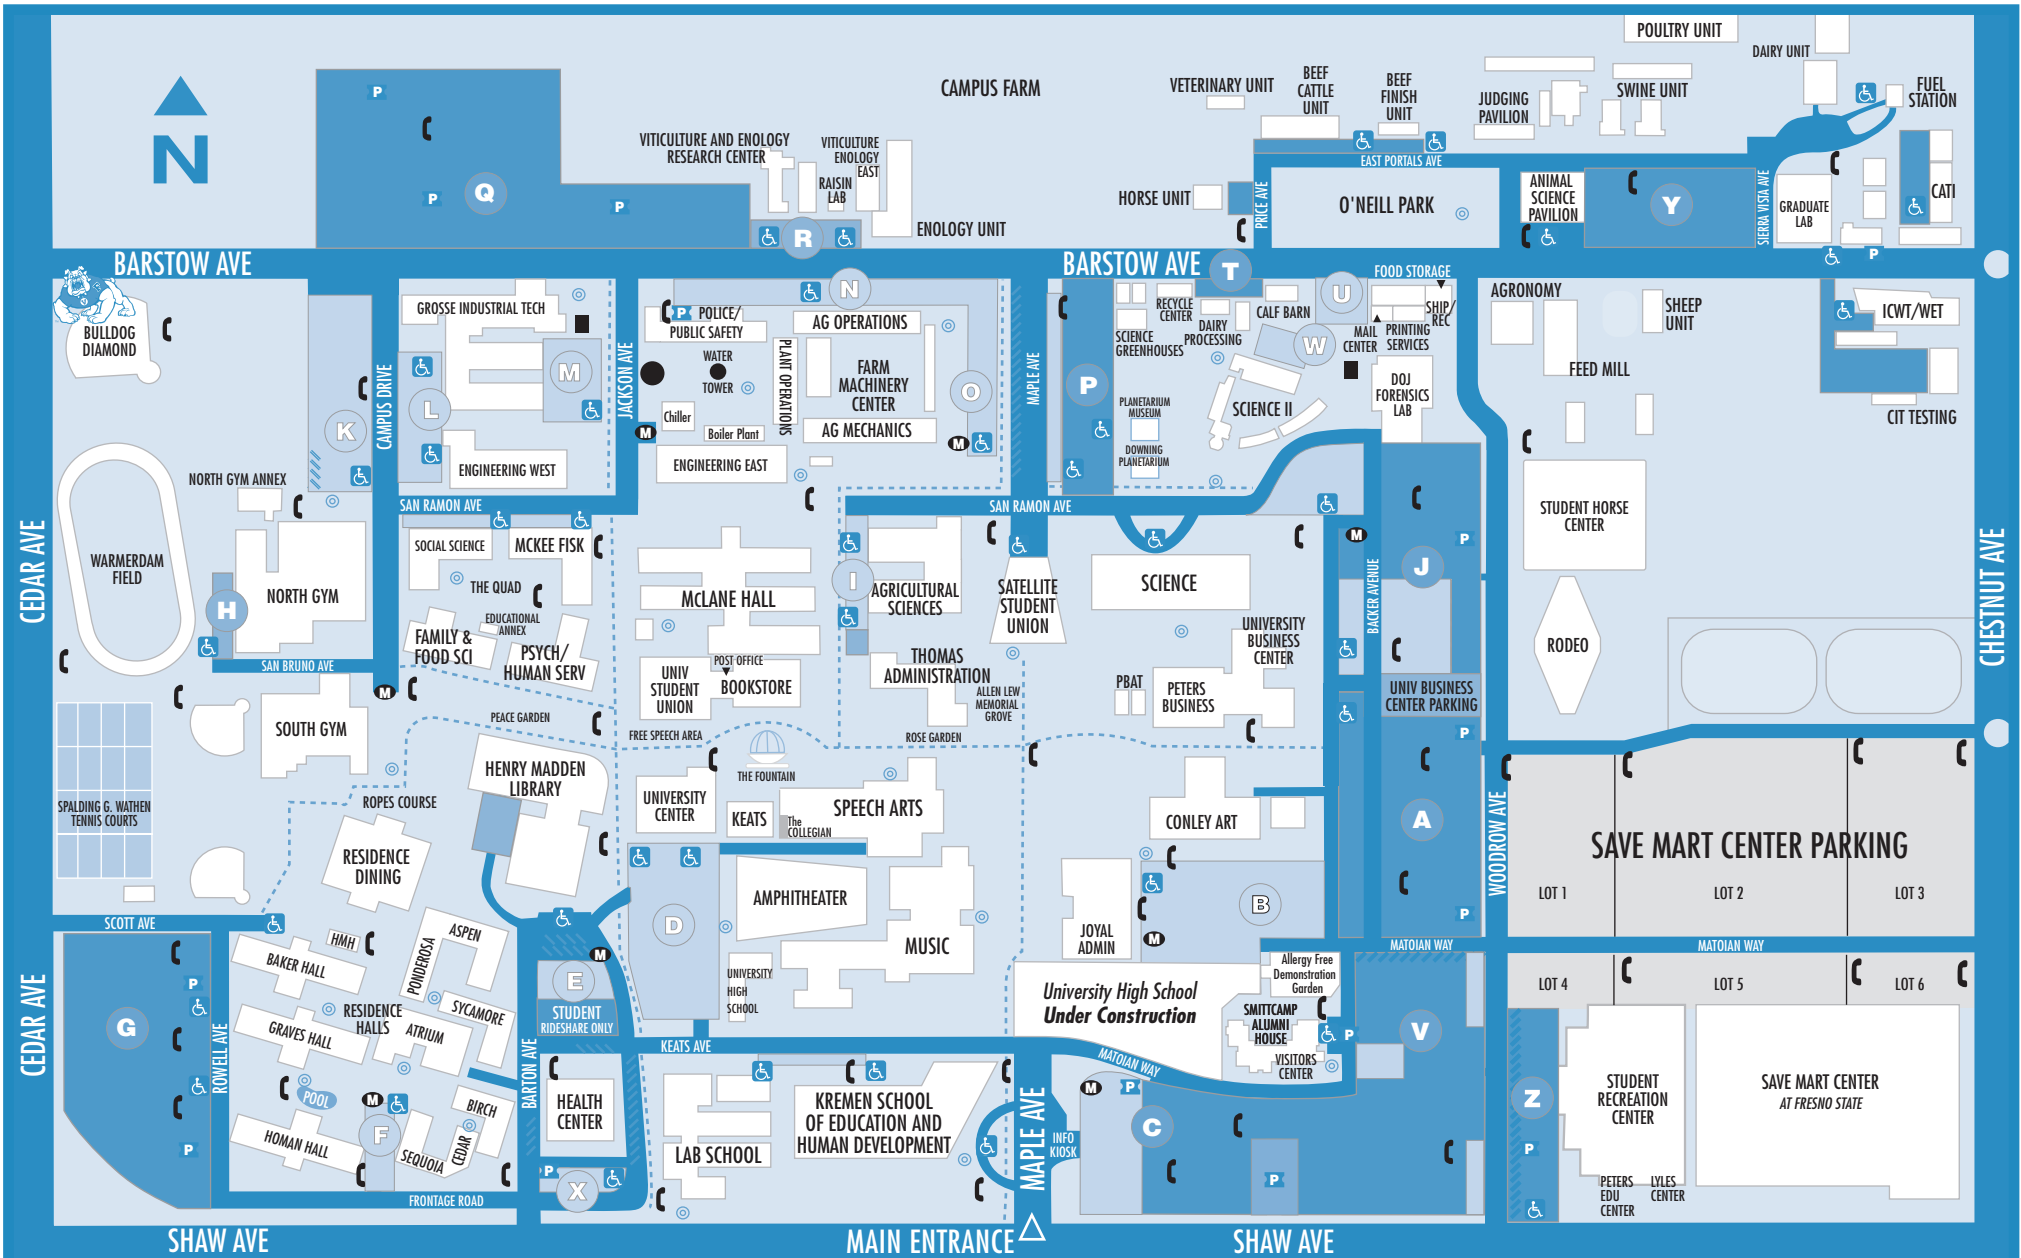 POULTRY UNIT
DAIRY UNIT
CAMPUS FARM
VETERINARY UNIT
BEEF
CATTLE
UNIT
BEEF
FINISH
UNIT
JUDGING
PAVILION
SWINE UNIT
FUEL
STATION
N
P
P
P
Q
VITICULTURE AND ENOLOGY
RESEARCH CENTER
VITICULTURE
ENOLOGY
EAST
RAISIN
LAB
R
ENOLOGY UNIT
HORSE UNIT
PRICE AVE
EAST PORTALS AVE
O'NEILL PARK
ANIMAL
SCIENCE
PAVILION
Y
SIERRA VISTA AVE
GRADUATE
LAB
CATI
P
BARSTOW AVE
BARSTOW AVE
T
FOOD STORAGE
BULLDOG
DIAMOND
K
CAMPUS DRIVE
GROSSE INDUSTRIAL TECH
L
M
ENGINEERING WEST
JACKSON AVE
P
POLICE/
PUBLIC SAFETY
WATER
TOWER
Chiller
Boiler Plant
PLANT OPERATIONS
N
AG OPERATIONS
FARM
MACHINERY
CENTER
AG MECHANICS
O
M
M
ENGINEERING EAST
MAPLE AVE
P
RECYCLE
CENTER
SCIENCE
GREENHOUSES
DAIRY
PROCESSING
CALF BARN
U
W
MAIL
CENTER
PRINTING
SERVICES
SHIP/
REC
PLANETARIUM
MUSEUM
DOWNING
PLANETARIUM
SCIENCE II
DOJ
FORENSICS
LAB
AGRONOMY
SHEEP
UNIT
FEED MILL
ICWT/WET
CIT TESTING
NORTH GYM ANNEX
SAN RAMON AVE
SAN RAMON AVE
CEDAR AVE
WARMERDAM
FIELD
H
NORTH GYM
SAN BRUNO AVE
M
SOCIAL SCIENCE
MCKEE FISK
THE QUAD
EDUCATIONAL
ANNEX
FAMILY &
FOOD SCI
PSYCH/
HUMAN SERV
McLANE HALL
POST OFFICE
UNIV
STUDENT
UNION
BOOKSTORE
I
AGRICULTURAL
SCIENCES
SATELLITE
STUDENT
UNION
THOMAS
ADMINISTRATION
ALLEN LEW
MEMORIAL
GROVE
SCIENCE
UNIVERSITY
BUSINESS
CENTER
PBAT
PETERS
BUSINESS
M
BACKER AVENUE
J
P
UNIV BUSINESS
CENTER PARKING
P
STUDENT HORSE
CENTER
RODEO
CHESTNUT AVE
SOUTH GYM
PEACE GARDEN
FREE SPEECH AREA
THE FOUNTAIN
ROSE GARDEN
SPALDING G. WATHEN
TENNIS COURTS
ROPES COURSE
HENRY MADDEN
LIBRARY
RESIDENCE
DINING
UNIVERSITY
CENTER
KEATS
The
COLLEGIAN
SPEECH ARTS
CONLEY ART
A
P
WOODROW AVE
SAVE MART CENTER PARKING
LOT 1
LOT 2
LOT 3
SCOTT AVE
HMH
BAKER HALL
PONDEROSA
ASPEN
D
AMPHITHEATER
MUSIC
UNIVERSITY
HIGH
SCHOOL
JOYAL
ADMIN
B
M
MATOIAN WAY
MATOIAN WAY
LOT 4
LOT 5
LOT 6
CEDAR AVE
G
P
P
ROWELL AVE
RESIDENCE
HALLS
GRAVES HALL
ATRIUM
SYCAMORE
M
E
STUDENT
RIDESHARE ONLY
KEATS AVE
University High School
Under Construction
Allergy Free
Demonstration
Garden
SMITTCAMP
ALUMNI
HOUSE
VISITORS
CENTER
P
V
MATOIAN WAY
POOL
HOMAN HALL
M
F
SEQUOIA
CEDAR
BIRCH
BARTON AVE
HEALTH
CENTER
P
X
LAB SCHOOL
KREMEN SCHOOL
OF EDUCATION AND
HUMAN DEVELOPMENT
MAPLE AVE
INFO
KIOSK
M
P
C
P
Z
P
STUDENT
RECREATION
CENTER
PETERS
EDU
CENTER
LYLES
CENTER
SAVE MART CENTER
AT FRESNO STATE
FRONTAGE ROAD
SHAW AVE
MAIN ENTRANCE
SHAW AVE